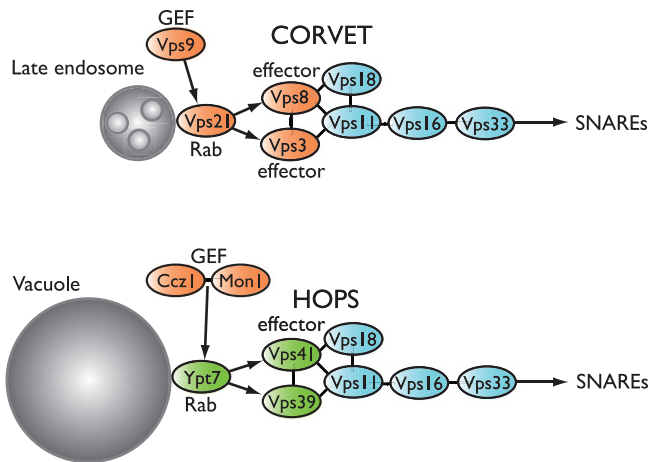 GEF
Vps9
CORVET
Late endosome
effector
Vps18
Vps8
Vps21
Vps11
Vps16
Vps33
SNAREs
Rab
Vps3
effector
GEF
Vacuole
Ccz1
Mon1
HOPS
effector
Vps18
Vps41
Ypt7
Vps11
Vps16
Vps33
SNAREs
Rab
Vps39